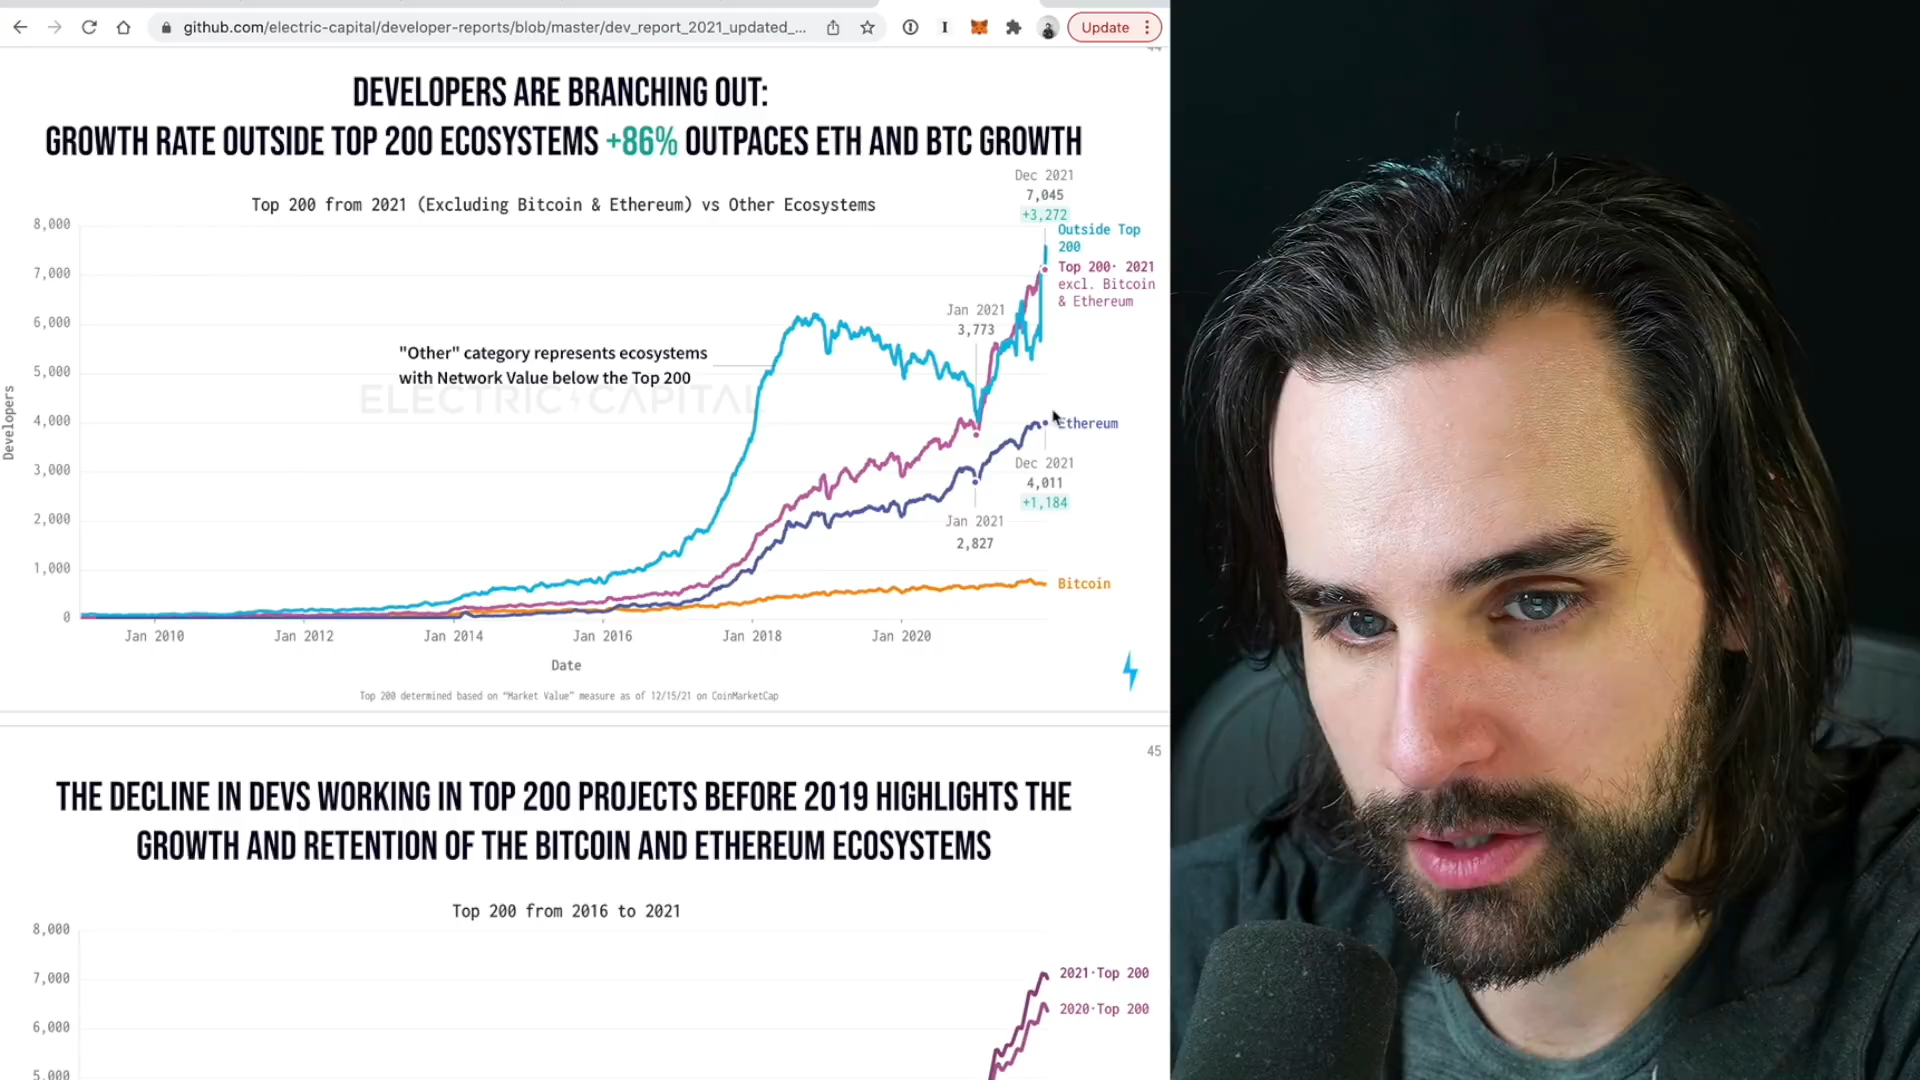 github.com/electric-capital/developer-reports/blob/master/dev_report_2021_updated_...
Update
DEVELOPERS ARE BRANCHING OUT:
GROWTH RATE OUTSIDE TOP 200 ECOSYSTEMS +86% OUTPACES ETH AND BTC GROWTH
Top 200 from 2021 (Excluding Bitcoin & Ethereum) vs Other Ecosystems
Dec 2021
7,045
+3,272
Outside Top
200
Top 200· 2021
excl. Bitcoin
& Ethereum
Jan 2021
3,773
"Other" category represents ecosystems
with Network Value below the Top 200
ELECTRIC CAPITAL
Ethereum
Dec 2021
4,011
+1,184
Jan 2021
2,827
Bitcoin
8,000
7,000
6,000
5,000
4,000
3,000
2,000
1,000
0
Developers
Jan 2010
Jan 2012
Jan 2014
Jan 2016
Jan 2018
Jan 2020
Date
Top 200 determined based on "Market Value" measure as of 12/15/21 on CoinMarketCap
45
THE DECLINE IN DEVS WORKING IN TOP 200 PROJECTS BEFORE 2019 HIGHLIGHTS THE
GROWTH AND RETENTION OF THE BITCOIN AND ETHEREUM ECOSYSTEMS
Top 200 from 2016 to 2021
8,000
7,000
6,000
5,000
2021·Top 200
2020·Top 200